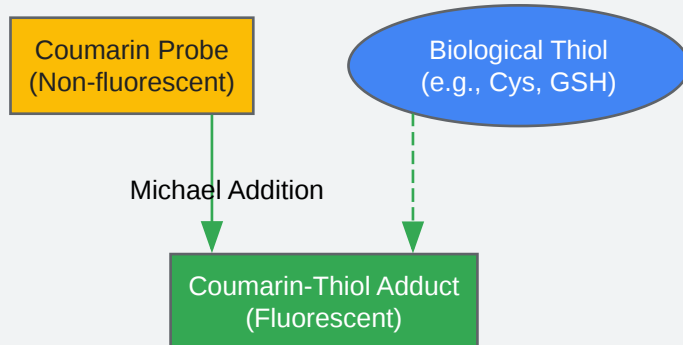 Coumarin Probe
(Non-fluorescent)
Biological Thiol
(e.g., Cys, GSH)
Michael Addition
Coumarin-Thiol Adduct
(Fluorescent)